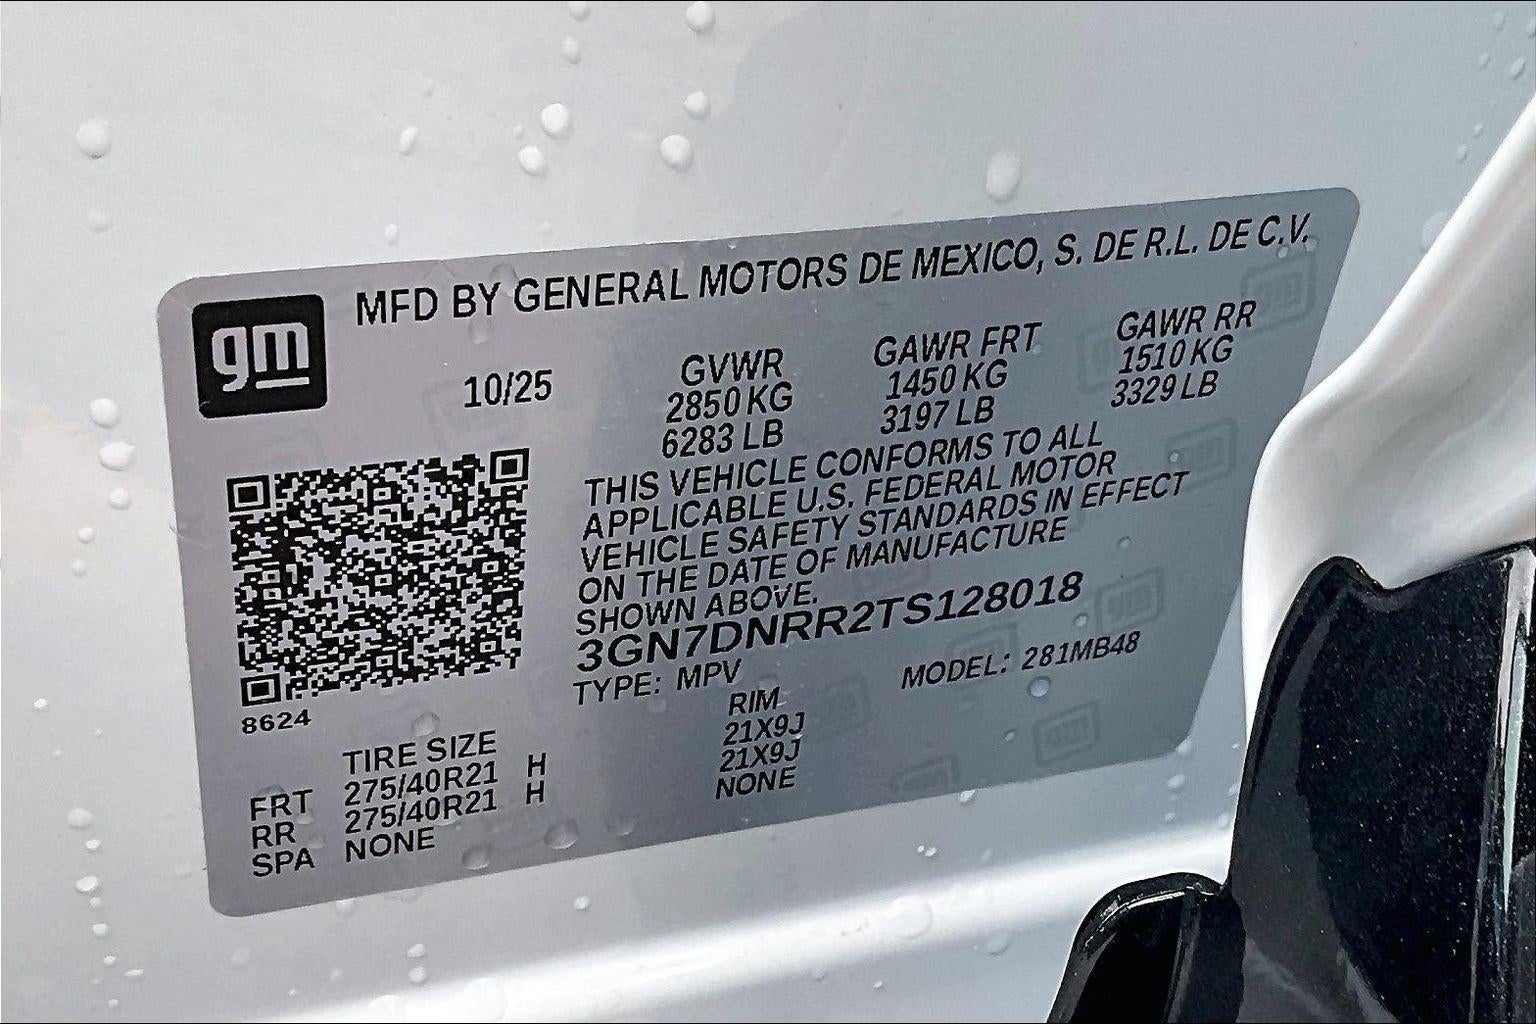 gm
MFD BY GENERAL MOTORS DE MEXICO, S. DE R.L. DE C.V.
10/25
GVWR GAWR FRT GAWR RR
2850 KG 1450 KG 1510 KG
6283 LB 3197 LB 3329 LB
THIS VEHICLE CONFORMS TO ALL
APPLICABLE U.S. FEDERAL MOTOR
VEHICLE SAFETY STANDARDS IN EFFECT
ON THE DATE OF MANUFACTURE
SHOWN ABOVE.
3GN7DNRR2TS128018
TYPE: MPV MODEL: 281MB48
8624
TIRE SIZE RIM
FRT 275/40R21 H 21X9J
RR 275/40R21 H 21X9J
SPA NONE NONE